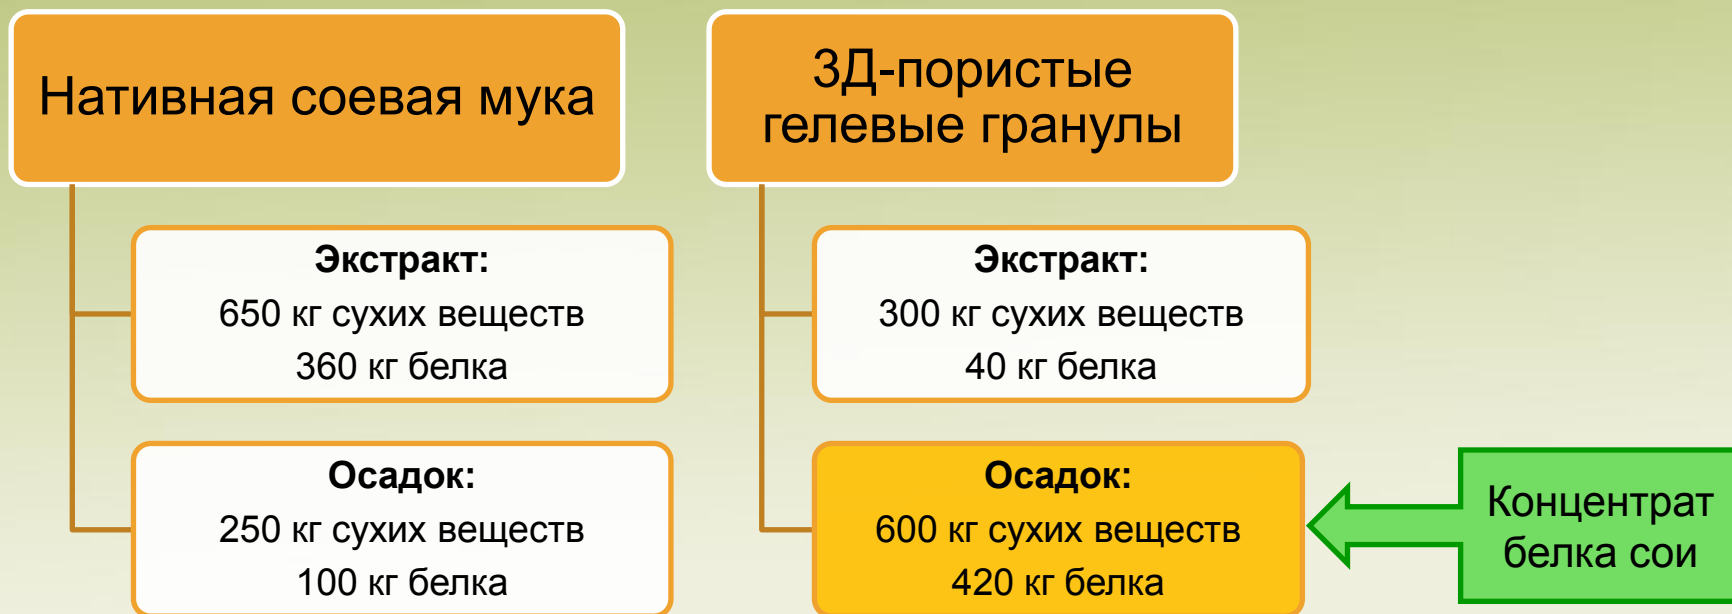 Нативная соевая мука
3Д-пористые
гелевые гранулы
Экстракт:
650 кг сухих веществ
360 кг белка
Экстракт:
300 кг сухих веществ
40 кг белка
Осадок:
250 кг сухих веществ
100 кг белка
Осадок:
600 кг сухих веществ
420 кг белка
Концентрат
белка сои